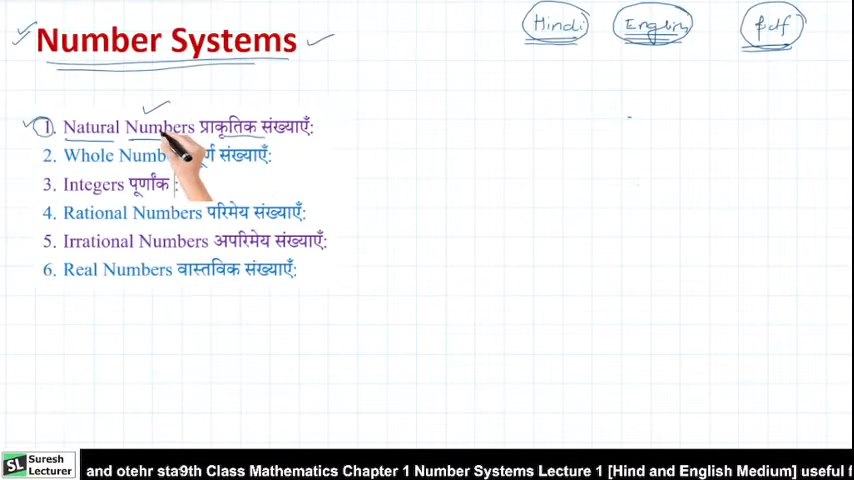 Hindi English pdf
Number Systems
1. Natural Numbers प्राकृतिक संख्याएँ:
2. Whole संख्याएँ:
3. Integers पूर्णांक :
4. Rational Numbers परिमेय संख्याएँ:
5. Irrational Numbers अपरिमेय संख्याएँ:
6. Real Numbers वास्तविक संख्याएँ:
SL Suresh Lecturer
and otehr sta9th Class Mathematics Chapter 1 Number Systems Lecture 1 [Hind and English Medium] useful f